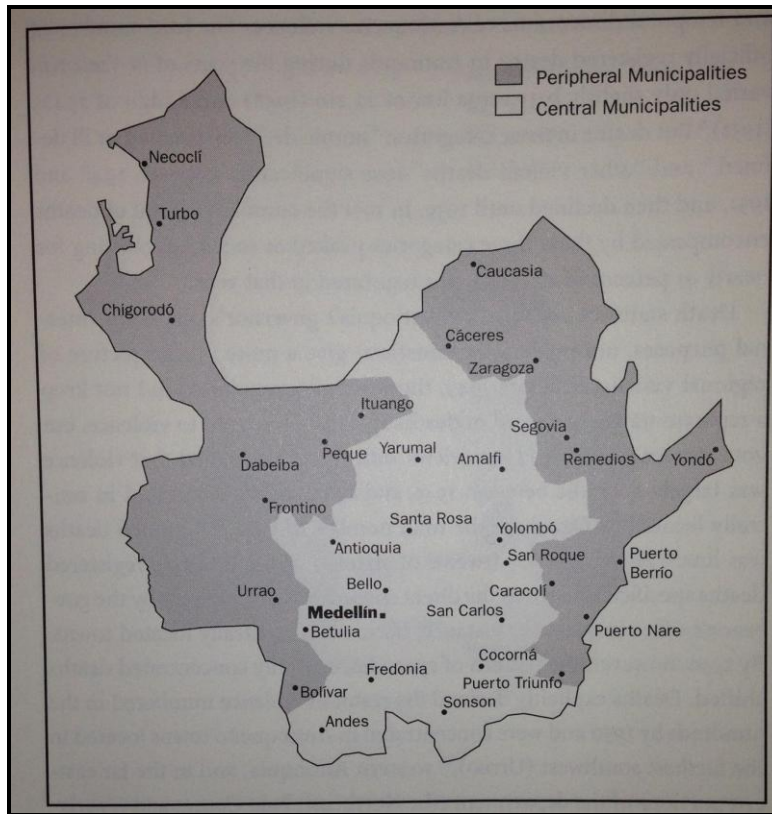 Peripheral Municipalities
Central Municipalities
Necoclí
Turbo
Chigorodó
Caucasia
Cáceres
Zaragoza
Ituango
Segovia
Peque
Yarumal
Dabeiba
Amalfi
Remedios
Yondó
Frontino
Santa Rosa
Yolombó
Antioquia
San Roque
Puerto
Berrío
Urrao
Bello
Caracolí
Medellín
San Carlos
Betulia
Puerto Nare
Cocorná
Fredonia
Puerto Triunfo
Bolívar
Sonson
Andes